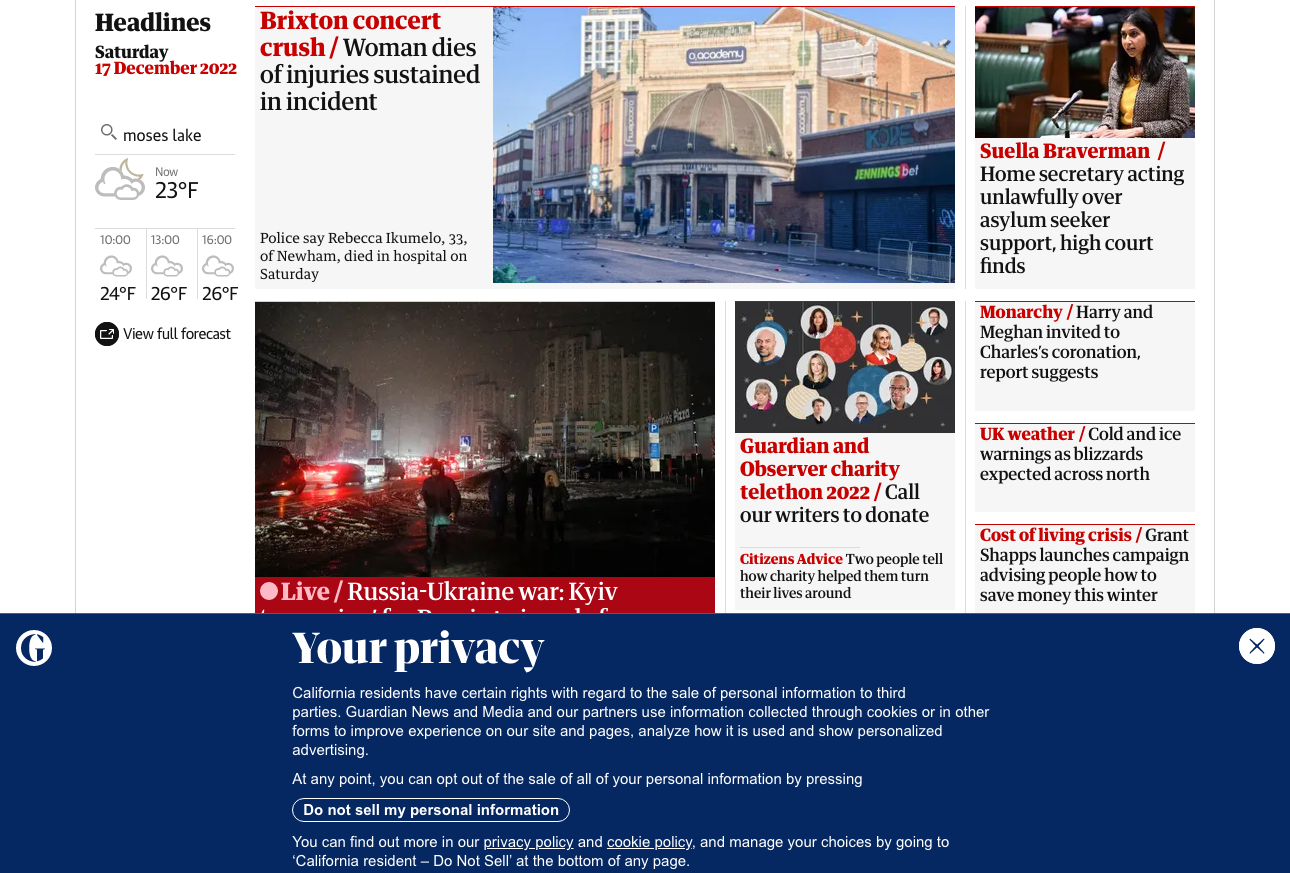 Headlines
Saturday
17 December 2022
moses lake
Now
23°F
10:00
13:00
16:00
24°F
26°F
26°F
View full forecast
Brixton concert
crush / Woman dies
of injuries sustained
in incident
Police say Rebecca Ikumelo, 33,
of Newham, died in hospital on
Saturday
O2 academy
JENNINGSbet
Suella Braverman /
Home secretary acting
unlawfully over
asylum seeker
support, high court
finds
Live / Russia-Ukraine war: Kyiv
Guardian and
Observer charity
telethon 2022 / Call
our writers to donate
Citizens Advice Two people tell
how charity helped them turn
their lives around
Monarchy / Harry and
Meghan invited to
Charles’s coronation,
report suggests
UK weather / Cold and ice
warnings as blizzards
expected across north
Cost of living crisis / Grant
Shapps launches campaign
advising people how to
save money this winter
Your privacy
California residents have certain rights with regard to the sale of personal information to third
parties. Guardian News and Media and our partners use information collected through cookies or in other
forms to improve experience on our site and pages, analyze how it is used and show personalized
advertising.
At any point, you can opt out of the sale of all of your personal information by pressing
Do not sell my personal information
You can find out more in our privacy policy and cookie policy, and manage your choices by going to
‘California resident – Do Not Sell’ at the bottom of any page.